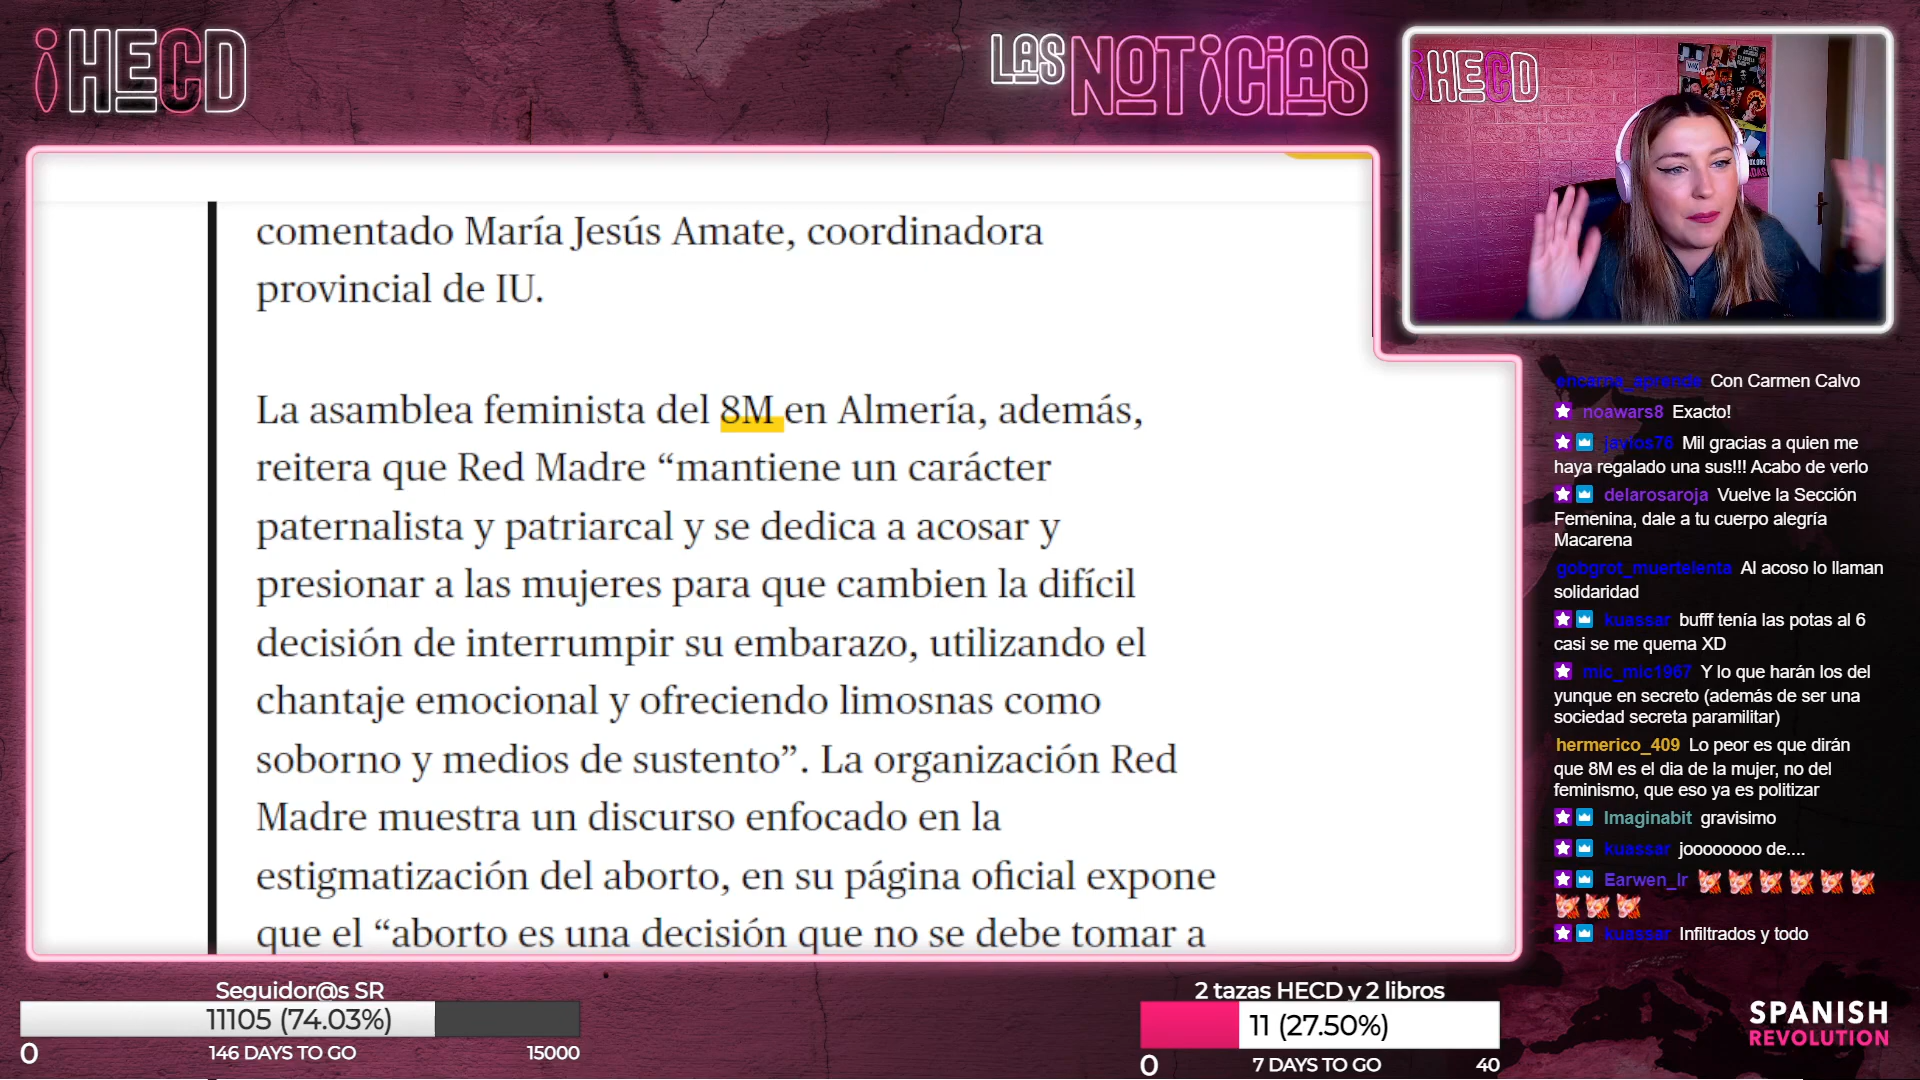 HECD
LAS NOTICIAS
HECD
comentado María Jesús Amate, coordinadora
provincial de IU.
La asamblea feminista del 8M en Almería, además,
reitera que Red Madre “mantiene un carácter
paternalista y patriarcal y se dedica a acosar y
presionar a las mujeres para que cambien la difícil
decisión de interrumpir su embarazo, utilizando el
chantaje emocional y ofreciendo limosnas como
soborno y medios de sustento”. La organización Red
Madre muestra un discurso enfocado en la
estigmatización del aborto, en su página oficial expone
que el “aborto es una decisión que no se debe tomar a
encarna_aprende Con Carmen Calvo
noawars8 Exacto!
javios76 Mil gracias a quien me
haya regalado una sus!!! Acabo de verlo
delarosaroja Vuelve la Sección
Femenina, dale a tu cuerpo alegría
Macarena
gobgrot_muertelenta Al acoso lo llaman
solidaridad
kuassar bufff tenía las potas al 6
casi se me quema XD
mic_mic1967 Y lo que harán los del
yunque en secreto (además de ser una
sociedad secreta paramilitar)
hermerico_409 Lo peor es que dirán
que 8M es el dia de la mujer, no del
feminismo, que eso ya es politizar
Imaginabit gravisimo
kuassar joooooooo de....
Earwen_lr
kuassar Infiltrados y todo
Seguidor@s SR
11105 (74.03%)
0 146 DAYS TO GO 15000
2 tazas HECD y 2 libros
11 (27.50%)
0 7 DAYS TO GO 40
SPANISH
REVOLUTION